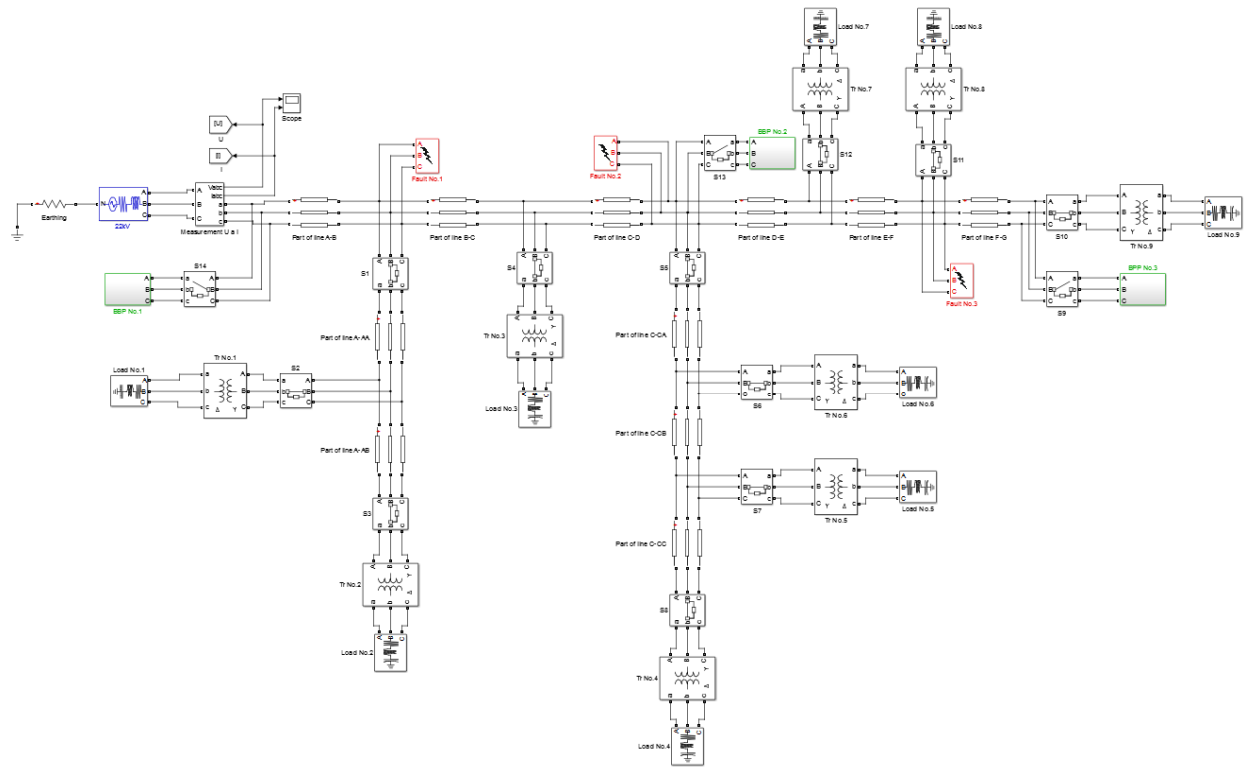 Load No.7
Load No.8
Tr No.7
Tr No.8
Scope
U
I
BBP No.2
S12
S11
S13
Fault No.1
Fault No.2
Earthing
22kV
Measurement U a I
Part of line A-B
Part of line B-C
Part of line C-D
Part of line D-E
Part of line E-F
Part of line F-G
S10
Tr No.9
Load No.9
S14
BBP No.1
S1
S4
S5
Fault No.3
BPP No.3
S9
Part of line A-AA
Tr No.3
Part of line C-CA
Load No.1
Tr No.1
S2
Load No.3
S6
Tr No.6
Load No.6
Part of line A-AB
Part of line C-CB
S3
S7
Tr No.5
Load No.5
Part of line C-CC
Tr No.2
S8
Load No.2
Tr No.4
Load No.4